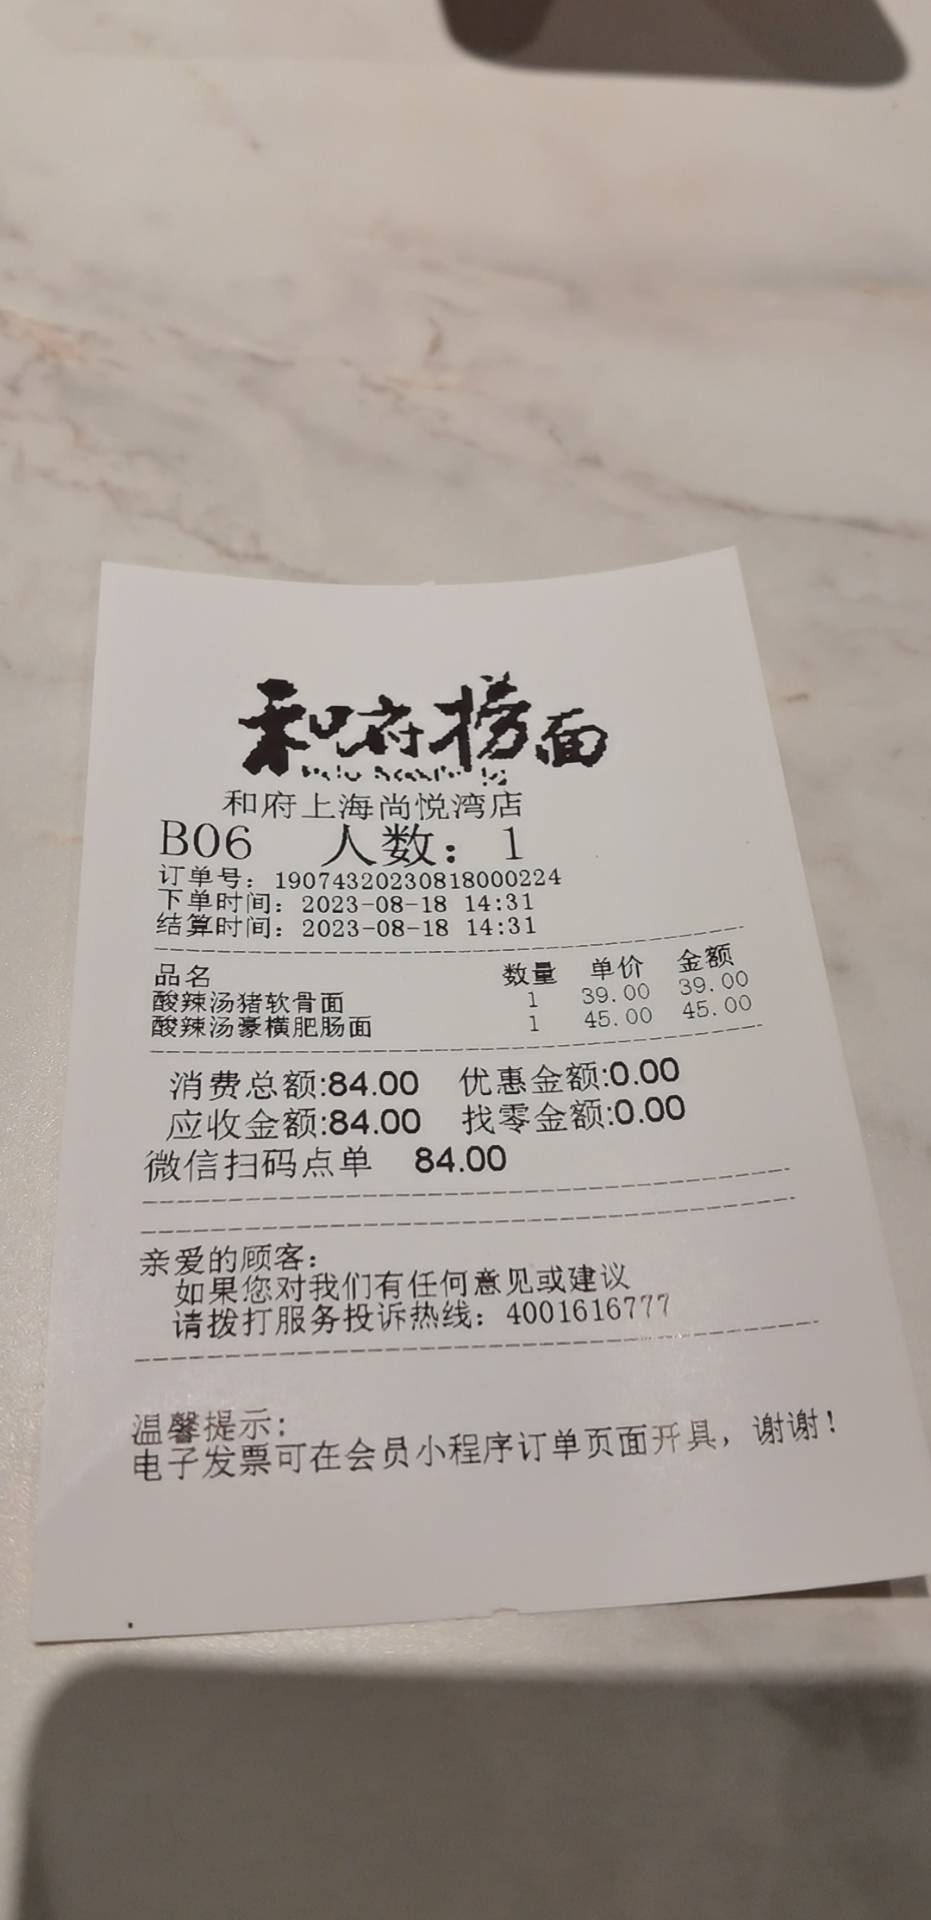 和府捞面
和府上海尚悦湾店
B06 人数：1
订单号：19074320230818000224
下单时间：2023-08-18 14:31
结算时间：2023-08-18 14:31
品名 数量 单价 金额
酸辣汤猪软骨面 1 39.00 39.00
酸辣汤豪横肥肠面 1 45.00 45.00
消费总额:84.00 优惠金额:0.00
应收金额:84.00 找零金额:0.00
微信扫码点单 84.00
亲爱的顾客：
如果您对我们有任何意见或建议
请拨打服务投诉热线：4001616777
温馨提示：
电子发票可在会员小程序订单页面开具，谢谢！